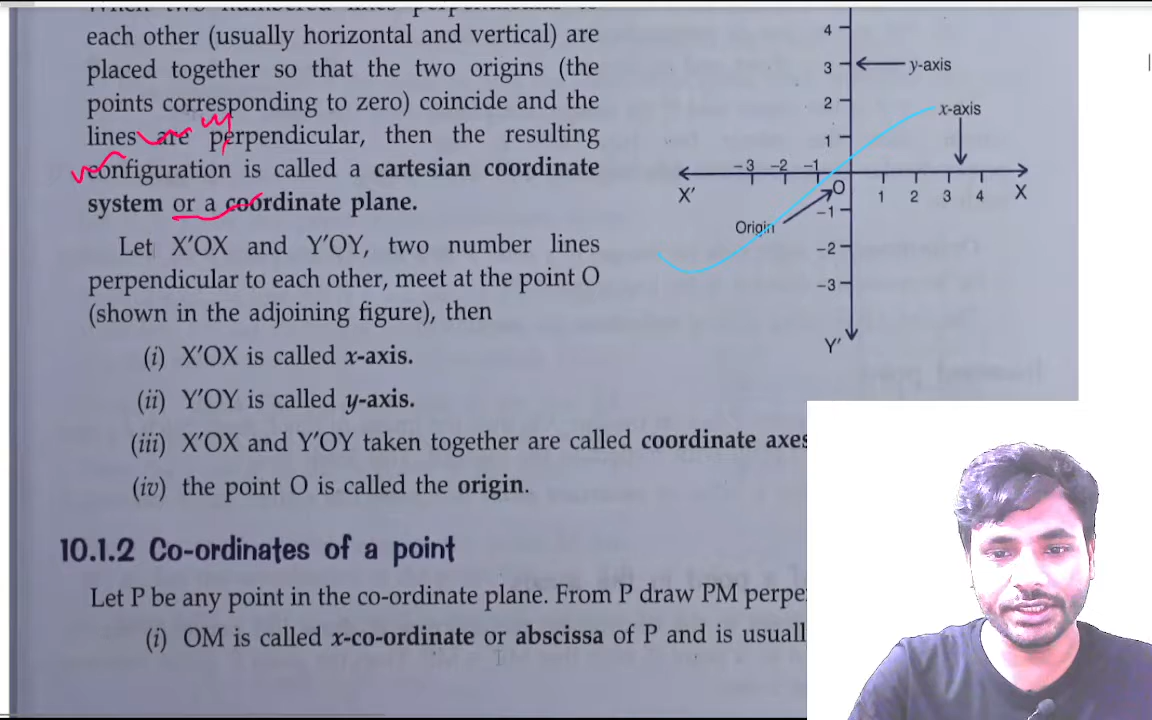 When two numbered lines perpendicular to
each other (usually horizontal and vertical) are
placed together so that the two origins (the
points corresponding to zero) coincide and the
lines are perpendicular, then the resulting
configuration is called a cartesian coordinate
system or a coordinate plane.
Let X′OX and Y′OY, two number lines
perpendicular to each other, meet at the point O
(shown in the adjoining figure), then
(i) X′OX is called x-axis.
(ii) Y′OY is called y-axis.
(iii) X′OX and Y′OY taken together are called coordinate axes
(iv) the point O is called the origin.
10.1.2 Co-ordinates of a point
Let P be any point in the co-ordinate plane. From P draw PM perpe
(i) OM is called x-co-ordinate or abscissa of P and is usuall
4
3
y-axis
2
x-axis
1
−3 −2 −1
X′
O
1 2 3 4
X
Origin
−1
−2
−3
Y′